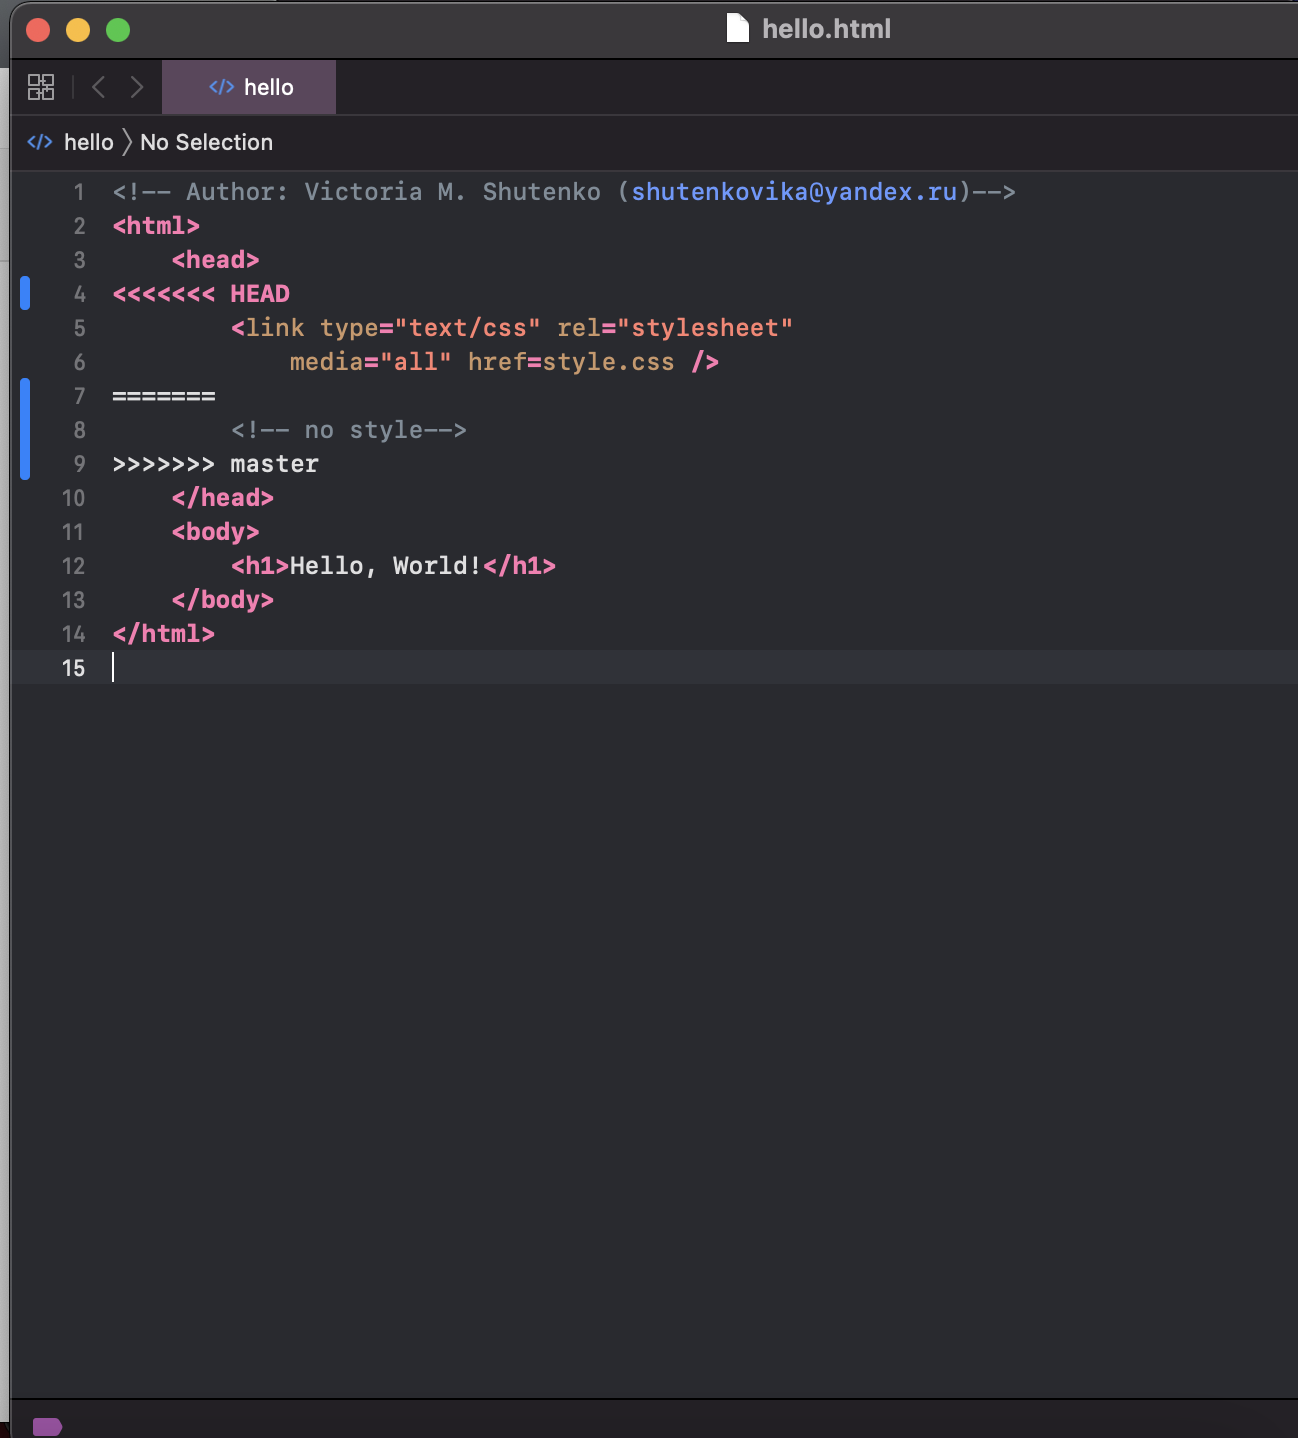 hello.html
</> hello
</> hello 〉 No Selection
1 <!-- Author: Victoria M. Shutenko (shutenkovika@yandex.ru)-->
2 <html>
3     <head>
4 <<<<<<< HEAD
5         <link type="text/css" rel="stylesheet"
6             media="all" href=style.css />
7 =======
8         <!-- no style-->
9 >>>>>>> master
10     </head>
11     <body>
12         <h1>Hello, World!</h1>
13     </body>
14 </html>
15